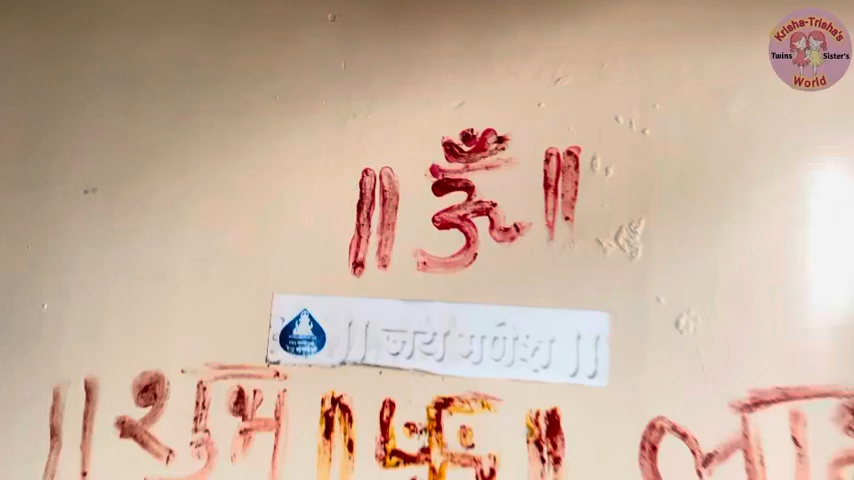 Krisha-Trisha's
Twins Sister's
World
॥ ॐ ॥
॥ जय गणेश ॥
॥ शुभ ॥ 卐 ॥ ला